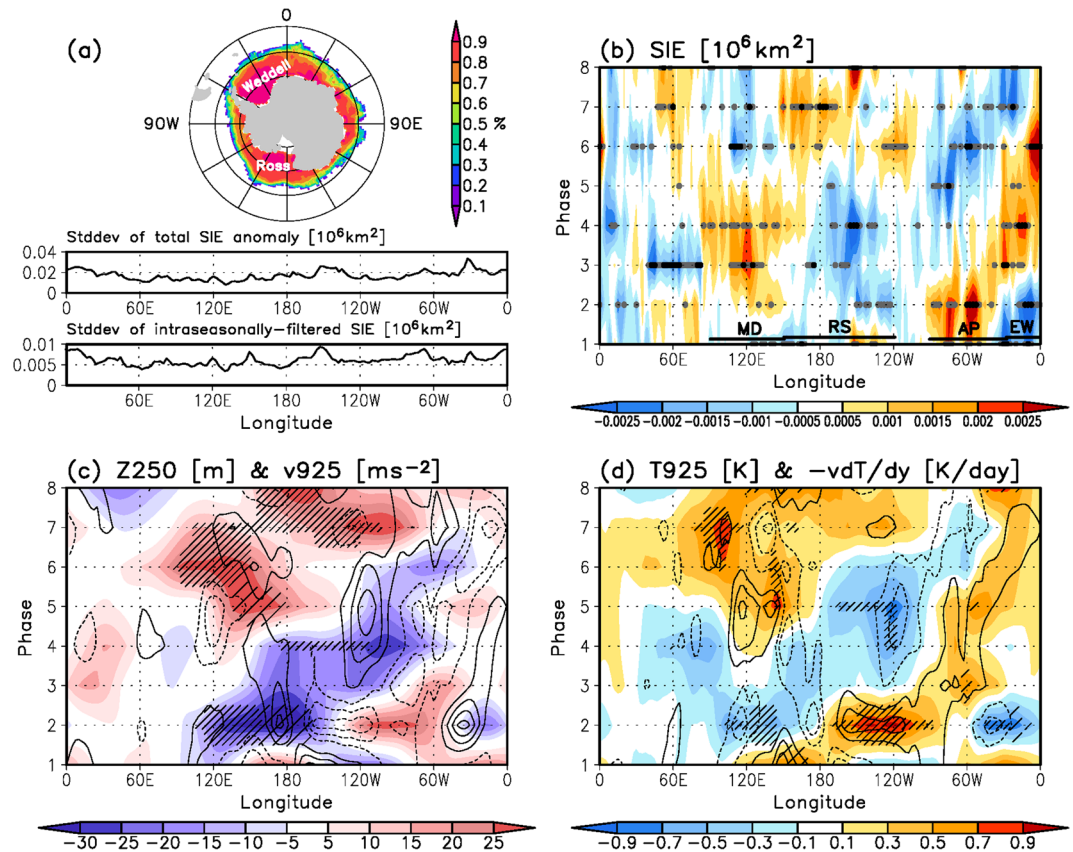 (a)
0
90W
90E
Weddell
Ross
0.9
0.8
0.7
0.6
0.5 %
0.4
0.3
0.2
0.1
Stddev of total SIE anomaly [10⁶km²]
0.04
0.02
0
0 60E 120E 180 120W 60W 0
Stddev of intraseasonally-filtered SIE [10⁶km²]
0.01
0.005
0
0 60E 120E 180 120W 60W 0
Longitude
(b) SIE [10⁶km²]
Phase
8
7
6
5
4
3
2
1
MD RS AP EW
0 60E 120E 180 120W 60W 0
Longitude
-0.0025 -0.002 -0.0015 -0.001 -0.0005 0.0005 0.001 0.0015 0.002 0.0025
(c) Z250 [m] & v925 [ms⁻²]
Phase
8
7
6
5
4
3
2
1
0 60E 120E 180 120W 60W 0
Longitude
-30 -25 -20 -15 -10 -5 5 10 15 20 25
(d) T925 [K] & -vdT/dy [K/day]
Phase
8
7
6
5
4
3
2
1
0 60E 120E 180 120W 60W 0
Longitude
-0.9 -0.7 -0.5 -0.3 -0.1 0.1 0.3 0.5 0.7 0.9